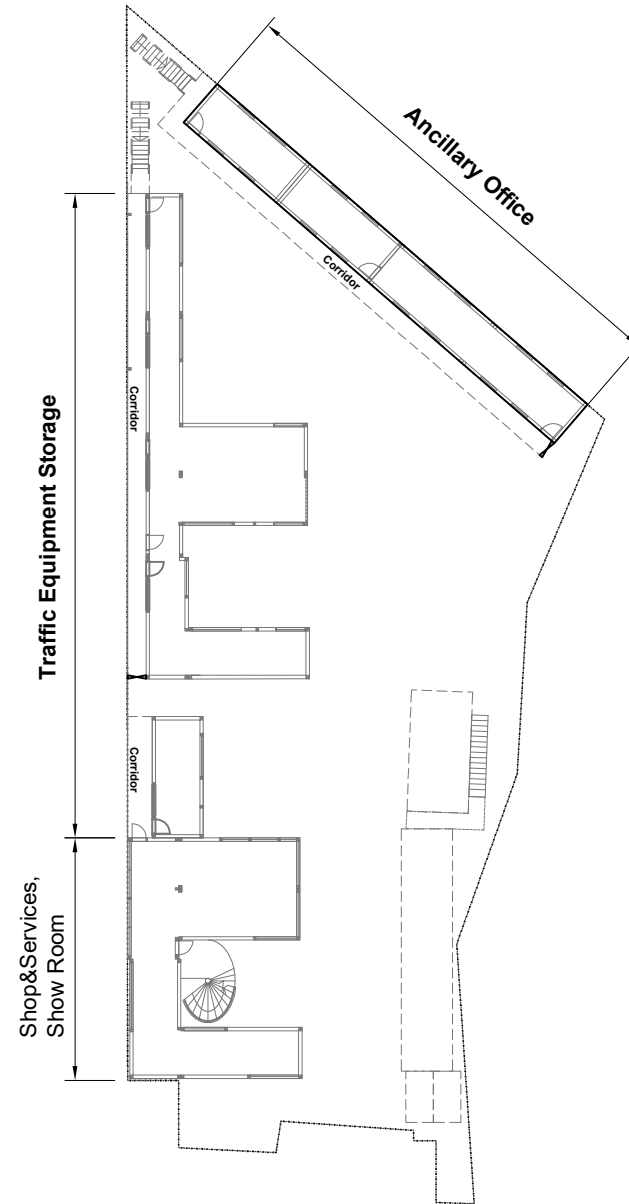 Ancillary Office
Corridor
Traffic Equipment Storage
Corridor
Corridor
Shop&Services,
Show Room